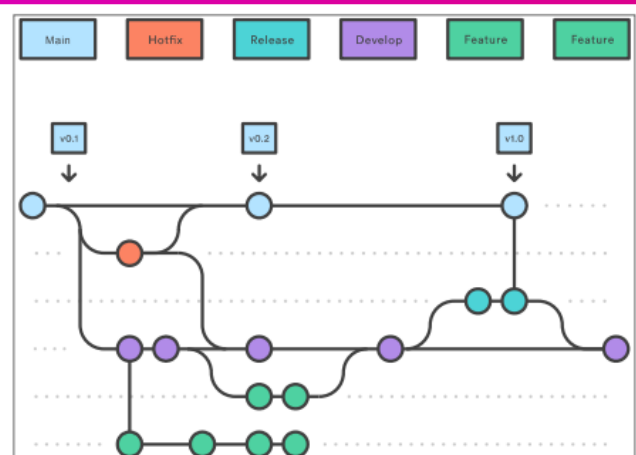 Main
Hotfix
Release
Develop
Feature
Feature
v0.1
v0.2
v1.0